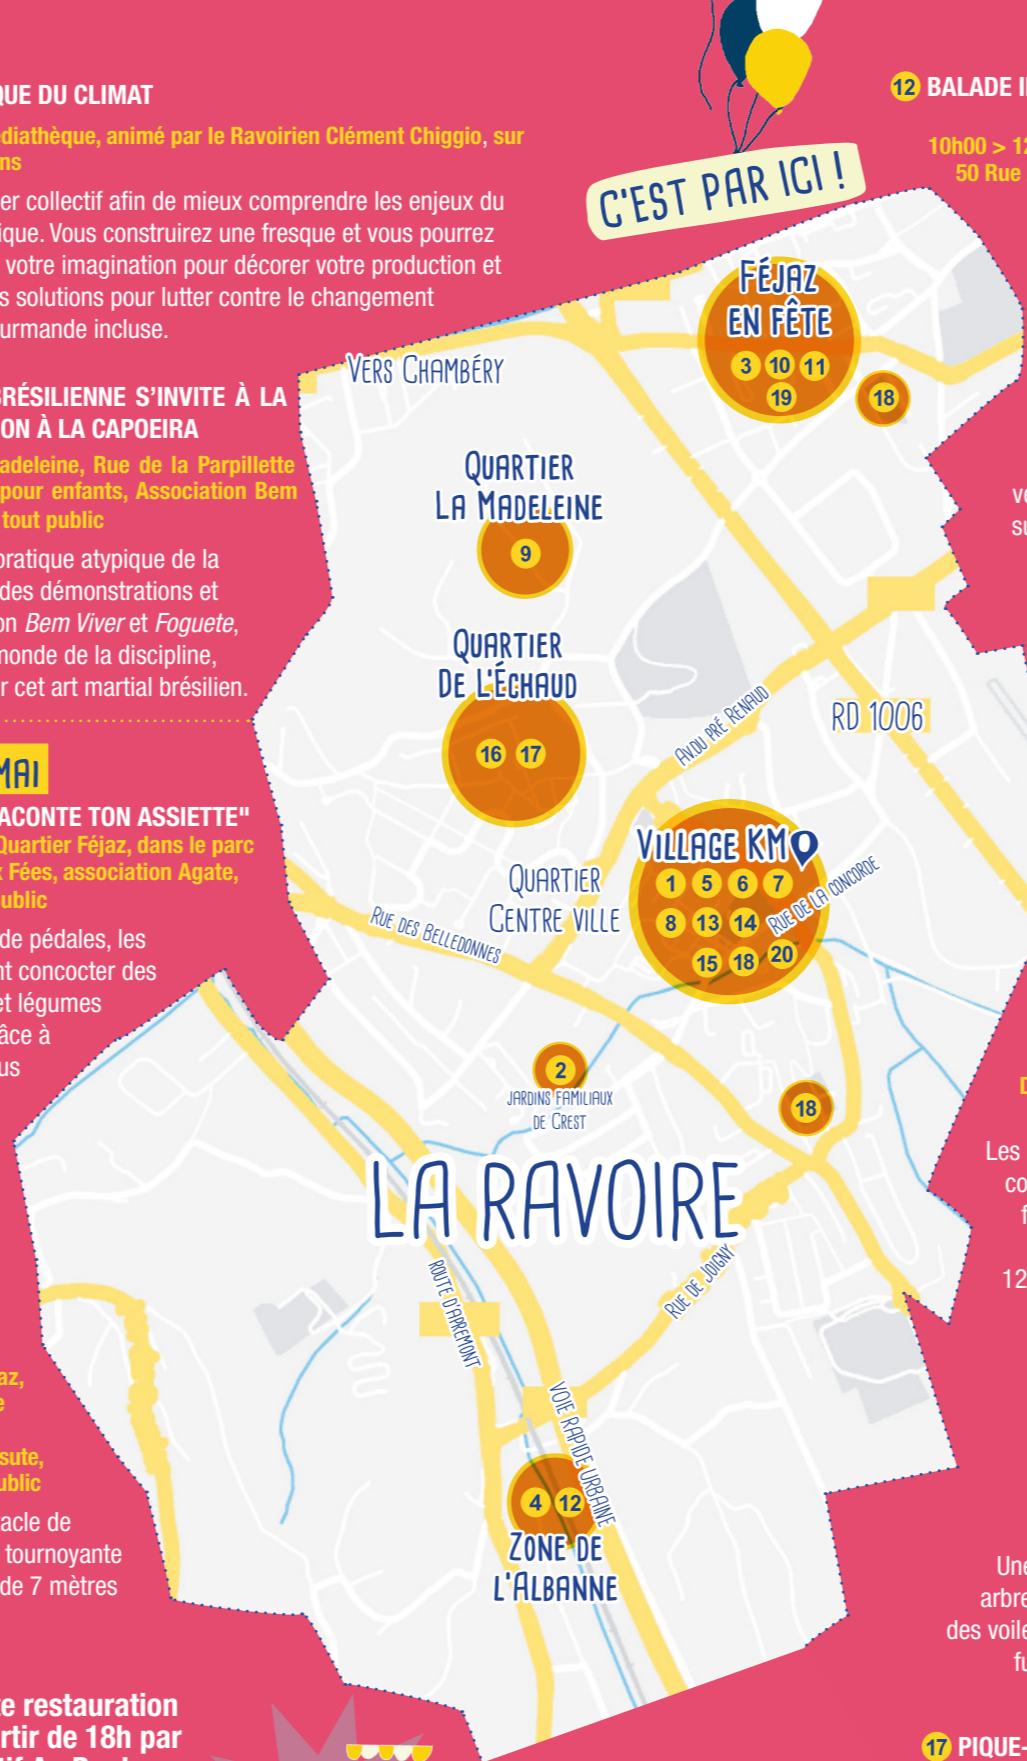 QUE DU CLIMAT
édiathèque, animé par le Ravoirien Clément Chiggio, sur
ns
er collectif afin de mieux comprendre les enjeux du
ique. Vous construirez une fresque et vous pourrez
votre imagination pour décorer votre production et
s solutions pour lutter contre le changement
urmande incluse.
BRÉSILIENNE S'INVITE À LA
ON À LA CAPOEIRA
adeleine, Rue de la Parpillette
pour enfants, Association Bem
tout public
pratique atypique de la
des démonstrations et
on Bem Viver et Foguete,
monde de la discipline,
r cet art martial brésilien.
MAI
ACONTE TON ASSIETTE"
Quartier Féjaz, dans le parc
x Fées, association Agate,
ublic
de pédales, les
nt concocter des
et légumes
âce à
us
az,
e
sute,
ublic
acle de
tournoyante
de 7 mètres
te restauration
rtir de 18h par
C'EST PAR ICI !
VERS CHAMBÉRY
FÉJAZ
EN FÊTE
3 10 11
19
18
QUARTIER
LA MADELEINE
9
QUARTIER
DE L'ÉCHAUD
16 17
AV.DU PRÉ RENAUD
RD 1006
VILLAGE KM
1 5 6 7
8 13 14
15 18 20
RUE DE LA CONCORDE
QUARTIER
CENTRE VILLE
RUE DES BELLEDONNES
2
JARDINS FAMILIAUX
DE CREST
18
LA RAVOIRE
ROUTE D'APREMONT
RUE DE JOIGNY
VOIE RAPIDE URBAINE
4 12
ZONE DE
L'ALBANNE
12 BALADE I
10h00 > 12
50 Rue
ve
su
Les
co
f
12
Une
arbre
des voile
fu
17 PIQUE-